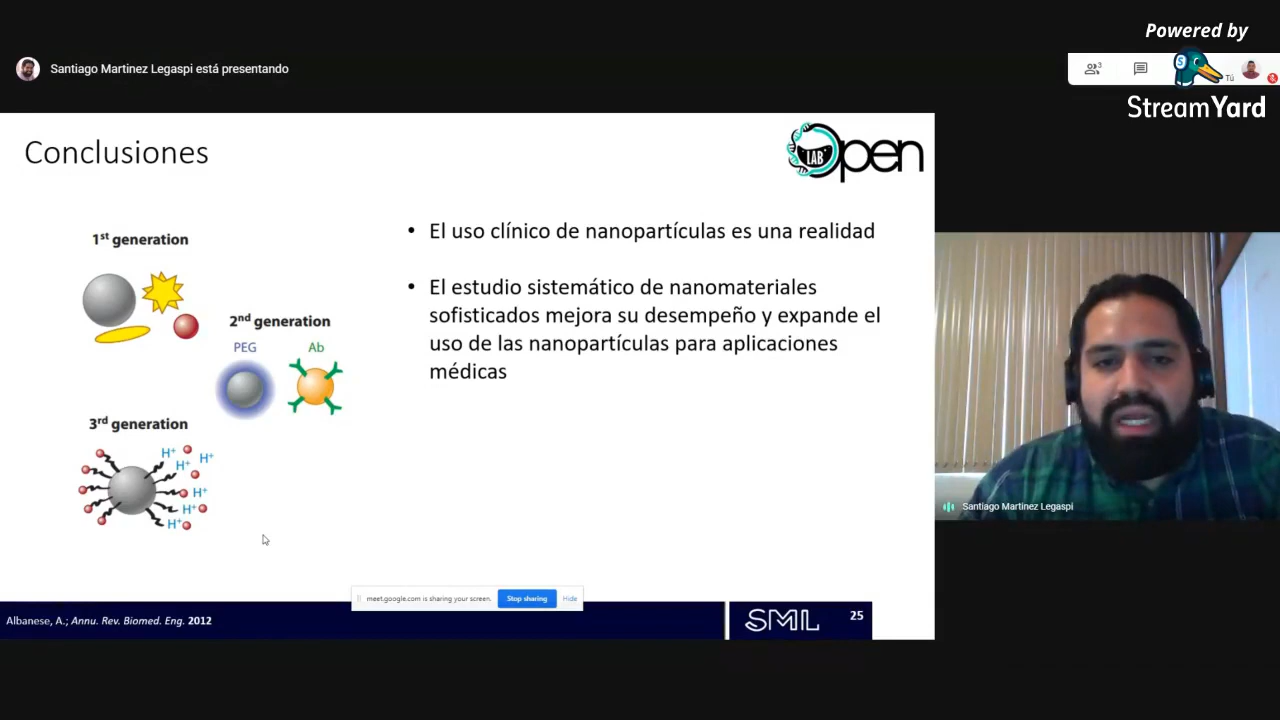 Powered by
StreamYard
Santiago Martinez Legaspi está presentando
3
Tú
Conclusiones
LAB
Open
1st generation
2nd generation
PEG
Ab
3rd generation
H+
H+
H+
H+
H+
H+
• El uso clínico de nanopartículas es una realidad
• El estudio sistemático de nanomateriales
sofisticados mejora su desempeño y expande el
uso de las nanopartículas para aplicaciones
médicas
Santiago Martinez Legaspi
meet.google.com is sharing your screen.
Stop sharing
Hide
Albanese, A.; Annu. Rev. Biomed. Eng. 2012
SML
25